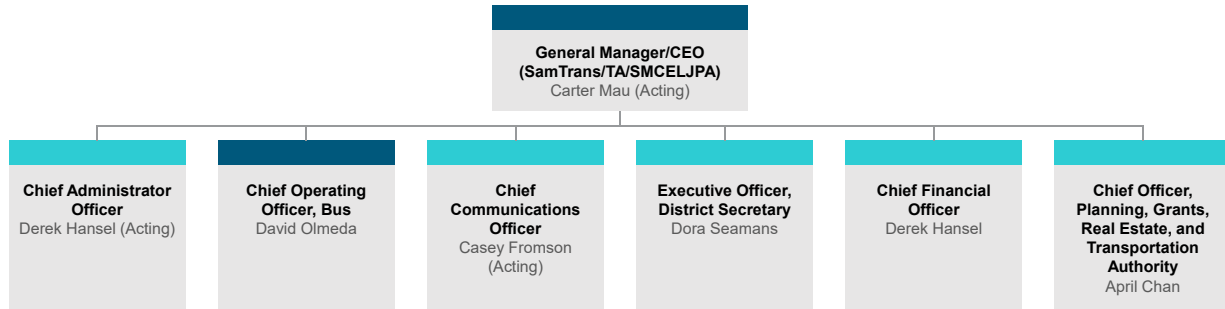 General Manager/CEO
(SamTrans/TA/SMCELJPA)
Carter Mau (Acting)
Chief Administrator
Officer
Derek Hansel (Acting)
Chief Operating
Officer, Bus
David Olmeda
Chief
Communications
Officer
Casey Fromson
(Acting)
Executive Officer,
District Secretary
Dora Seamans
Chief Financial
Officer
Derek Hansel
Chief Officer,
Planning, Grants,
Real Estate, and
Transportation
Authority
April Chan